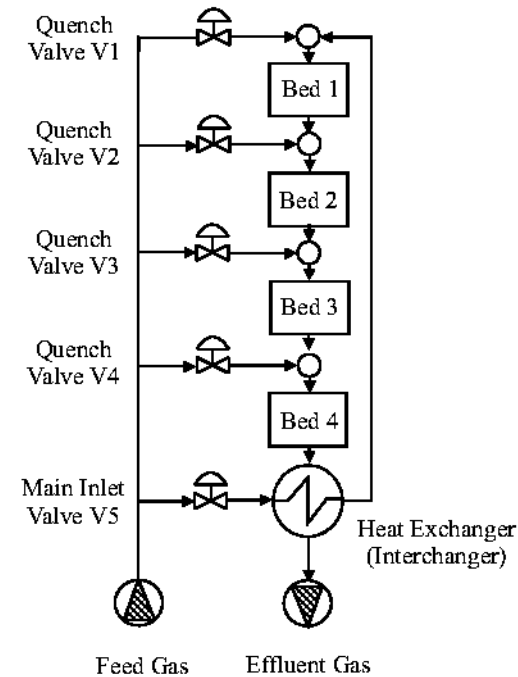 Quench
Valve V1
Bed 1
Quench
Valve V2
Bed 2
Quench
Valve V3
Bed 3
Quench
Valve V4
Bed 4
Main Inlet
Valve V5
Heat Exchanger
(Interchanger)
Feed Gas
Effluent Gas